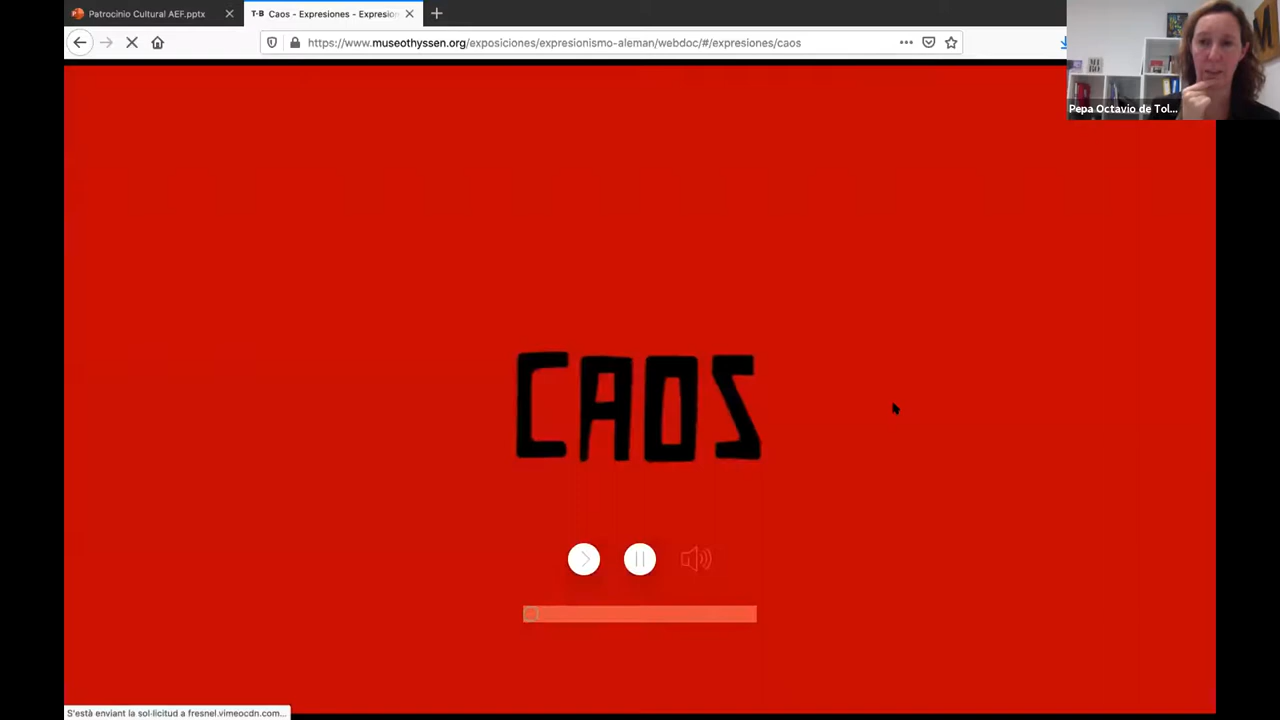 Patrocinio Cultural AEF.pptx
T-B Caos - Expresiones - Expresion
https://www.museothyssen.org/exposiciones/expresionismo-aleman/webdoc/#/expresiones/caos
Pepa Octavio de Tol...
CAOS
S'està enviant la sol·licitud a fresnel.vimeocdn.com...